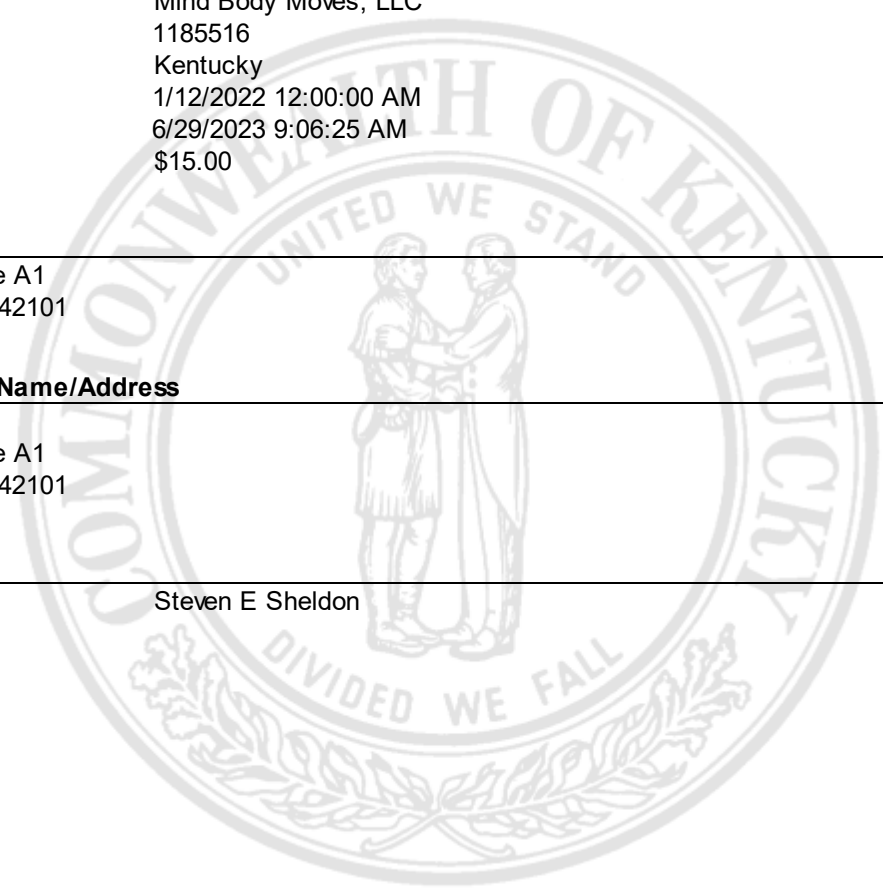 Mind Body Moves, LLC
1185516
Kentucky
1/12/2022 12:00:00 AM
6/29/2023 9:06:25 AM
$15.00
A1
42101
Name/Address
A1
42101
Steven E Sheldon
COMMONWEALTH OF KENTUCKY
UNITED WE STAND
DIVIDED WE FALL